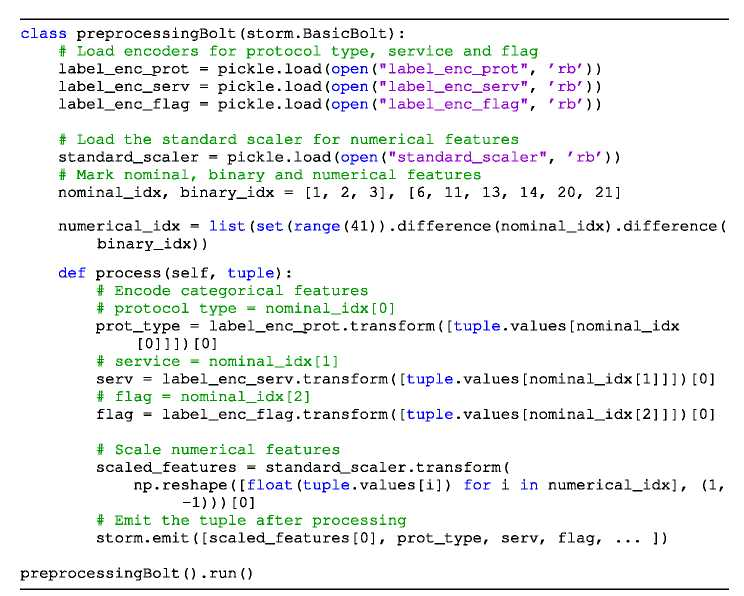 class preprocessingBolt(storm.BasicBolt):
    # Load encoders for protocol type, service and flag
    label_enc_prot = pickle.load(open("label_enc_prot", 'rb'))
    label_enc_serv = pickle.load(open("label_enc_serv", 'rb'))
    label_enc_flag = pickle.load(open("label_enc_flag", 'rb'))
    # Load the standard scaler for numerical features
    standard_scaler = pickle.load(open("standard_scaler", 'rb'))
    # Mark nominal, binary and numerical features
    nominal_idx, binary_idx = [1, 2, 3], [6, 11, 13, 14, 20, 21]
    numerical_idx = list(set(range(41)).difference(nominal_idx).difference(
        binary_idx))
    def process(self, tuple):
        # Encode categorical features
        # protocol type = nominal_idx[0]
        prot_type = label_enc_prot.transform([tuple.values[nominal_idx
            [0]]])[0]
        # service = nominal_idx[1]
        serv = label_enc_serv.transform([tuple.values[nominal_idx[1]]])[0]
        # flag = nominal_idx[2]
        flag = label_enc_flag.transform([tuple.values[nominal_idx[2]]])[0]
        # Scale numerical features
        scaled_features = standard_scaler.transform(
            np.reshape([float(tuple.values[i]) for i in numerical_idx], (1,
                -1)))[0]
        # Emit the tuple after processing
        storm.emit([scaled_features[0], prot_type, serv, flag, ... ])
preprocessingBolt().run()